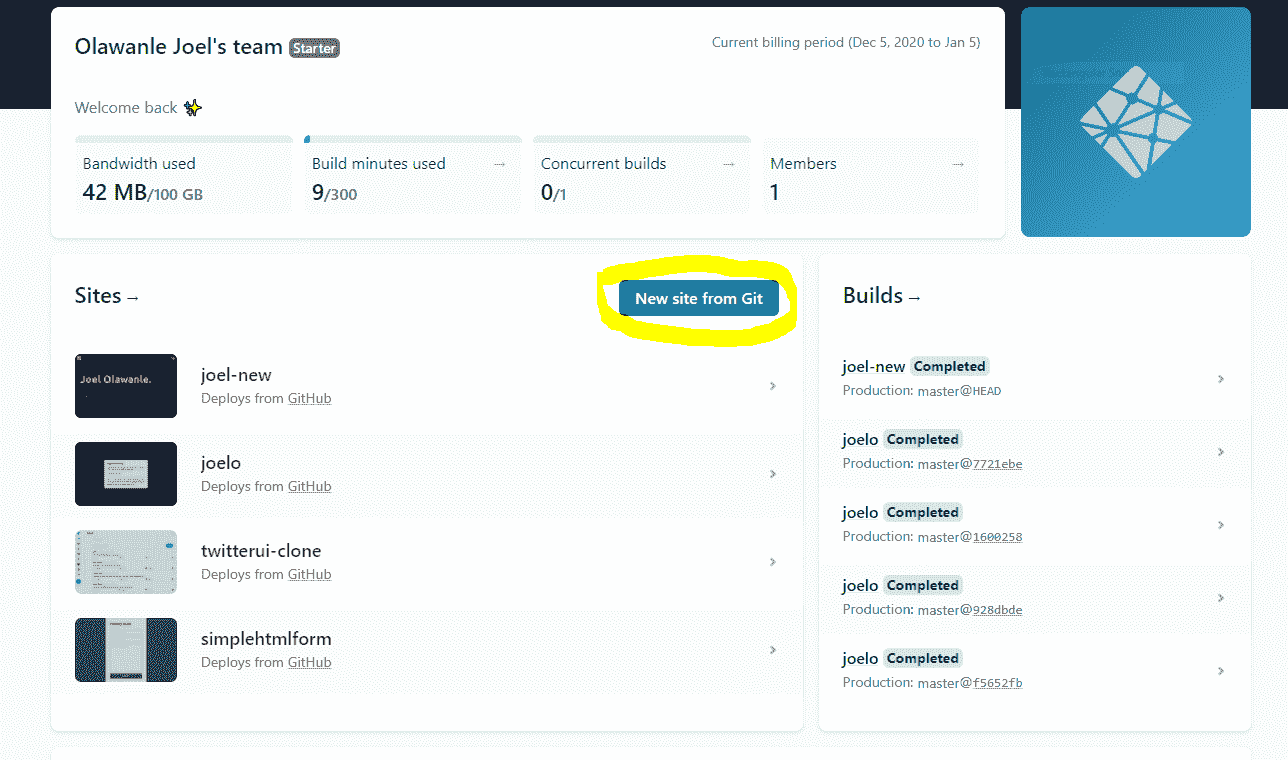 Olawanle Joel's team Starter
Current billing period (Dec 5, 2020 to Jan 5)
Welcome back ✨
Bandwidth used
42 MB/100 GB
Build minutes used →
9/300
Concurrent builds →
0/1
Members →
1
Sites →
New site from Git
Joel Olawanle.
joel-new
Deploys from GitHub
joelo
Deploys from GitHub
twitterui-clone
Deploys from GitHub
simplehtmlform
Deploys from GitHub
Builds →
joel-new Completed
Production: master@HEAD
joelo Completed
Production: master@7721ebe
joelo Completed
Production: master@1600258
joelo Completed
Production: master@928dbde
joelo Completed
Production: master@f5652fb